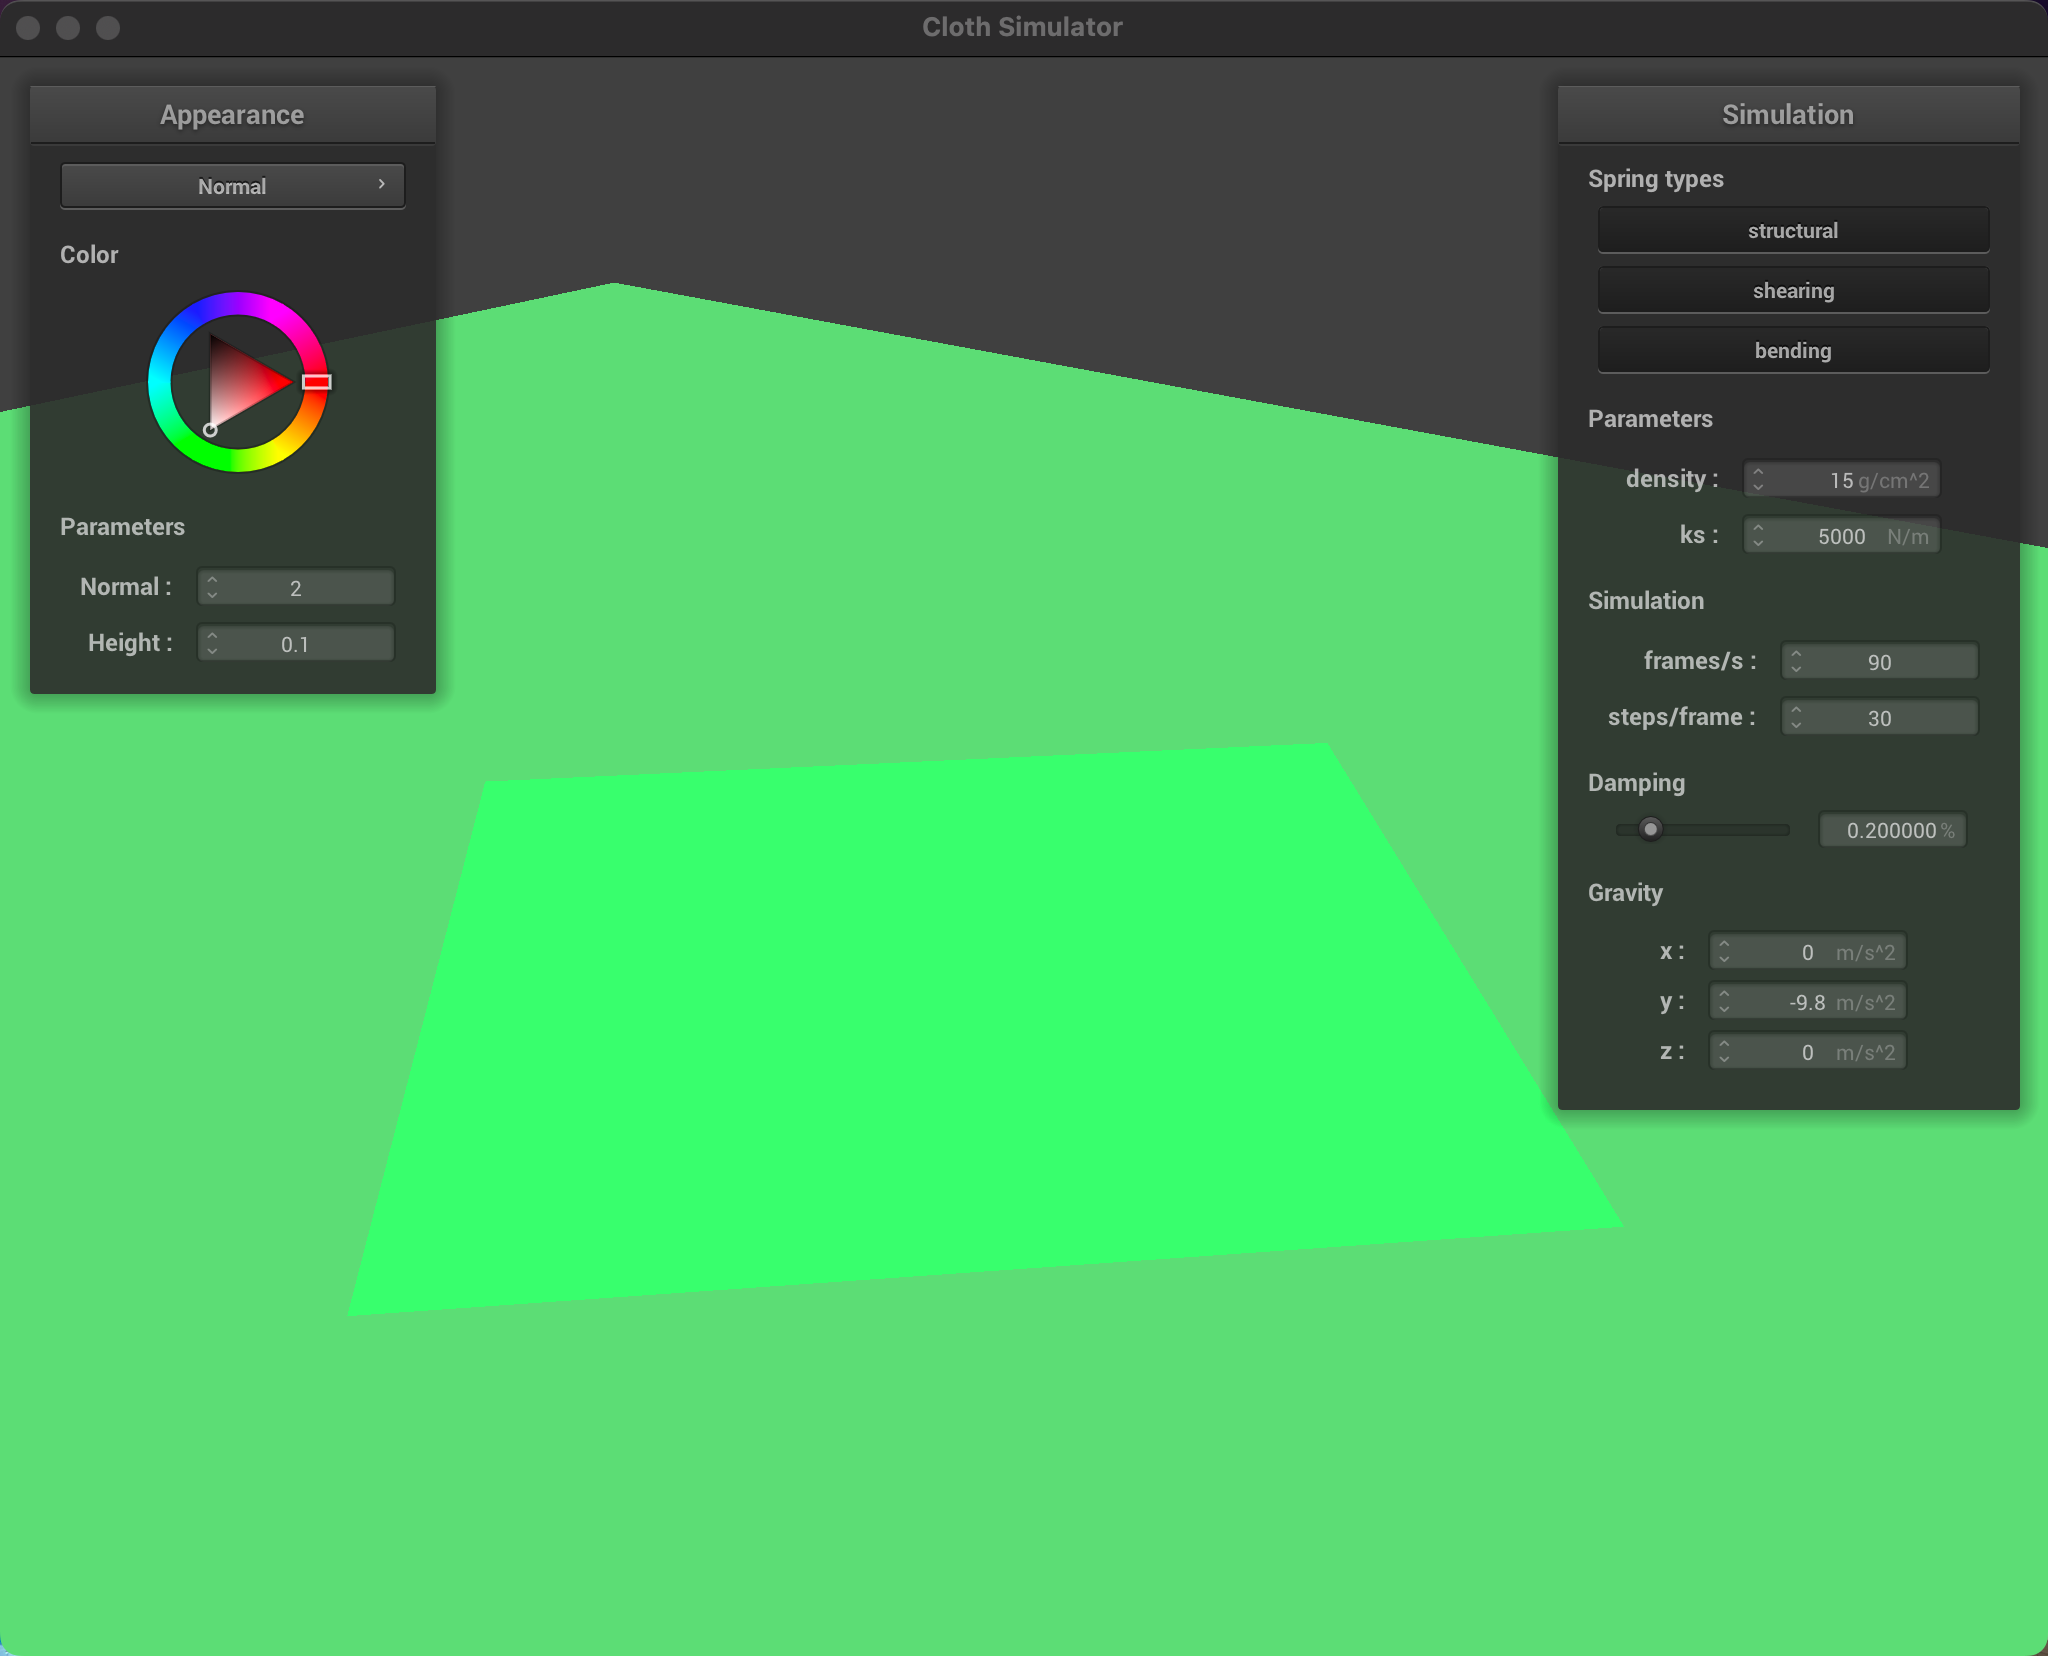 Cloth Simulator
Appearance
Normal
Color
Parameters
Normal : 2
Height : 0.1
Simulation
Spring types
structural
shearing
bending
Parameters
density : 15 g/cm^2
ks : 5000 N/m
Simulation
frames/s : 90
steps/frame : 30
Damping
0.200000 %
Gravity
x : 0 m/s^2
y : -9.8 m/s^2
z : 0 m/s^2